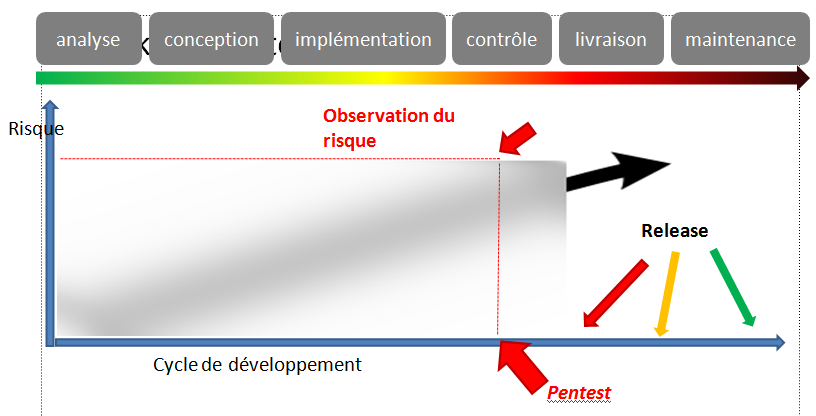 analyse conception implémentation contrôle livraison maintenance
Observation du
risque
Risque
Release
Cycle de développement
Pentest